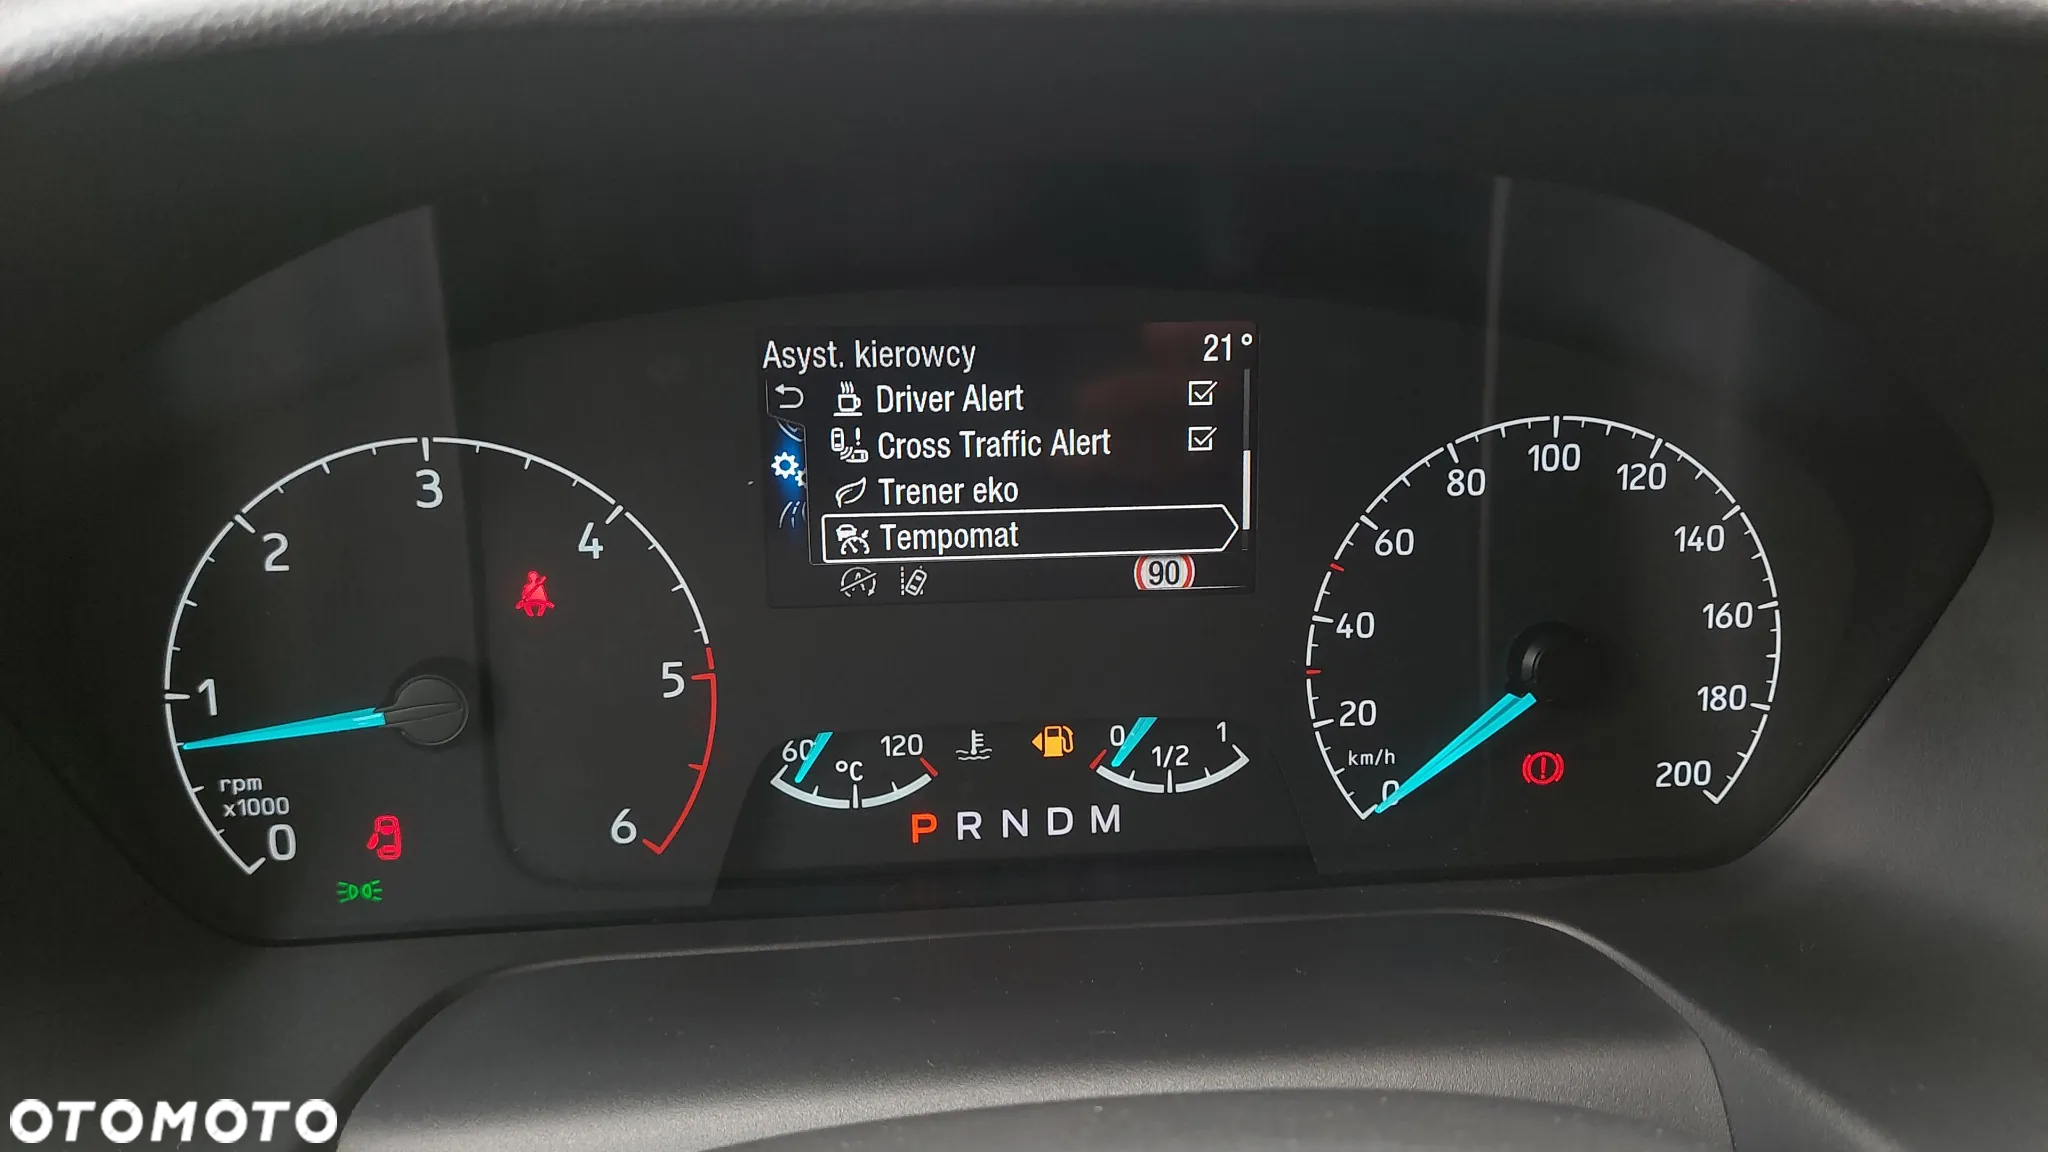 Asyst. kierowcy 21°
Driver Alert
Cross Traffic Alert
Trener eko
Tempomat
90
0 1 2 3 4 5 6
rpm
x1000
60 120
°C
0 1/2 1
P R N D M
0 20 40 60 80 100 120 140 160 180 200
km/h
OTOMOTO